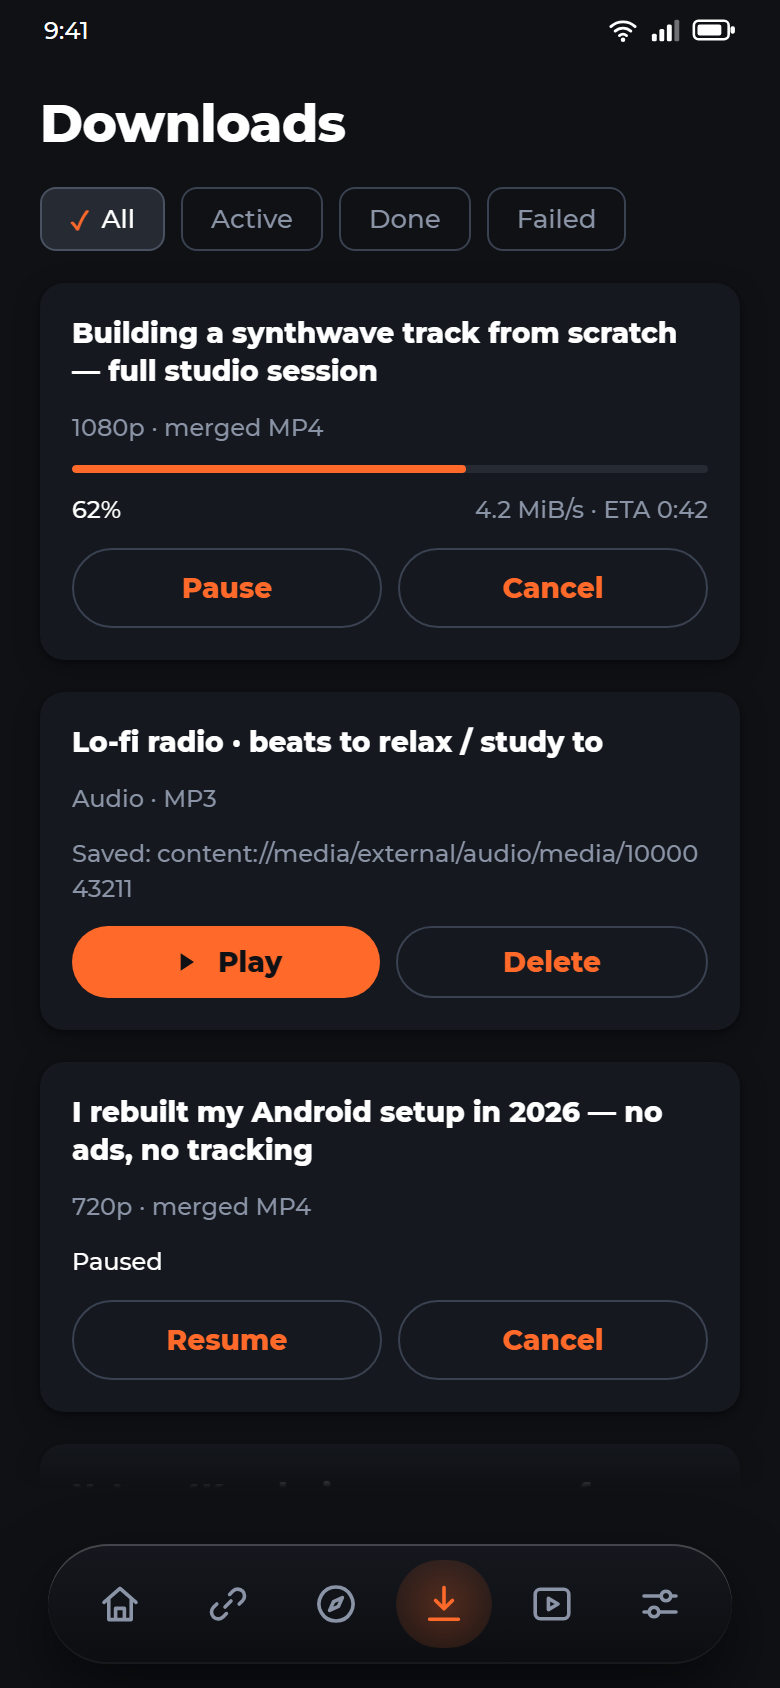 9:41
Downloads
✓ All Active Done Failed
Building a synthwave track from scratch
— full studio session
1080p · merged MP4
62% 4.2 MiB/s · ETA 0:42
Pause Cancel
Lo-fi radio · beats to relax / study to
Audio · MP3
Saved: content://media/external/audio/media/10000
43211
Play Delete
I rebuilt my Android setup in 2026 — no
ads, no tracking
720p · merged MP4
Paused
Resume Cancel